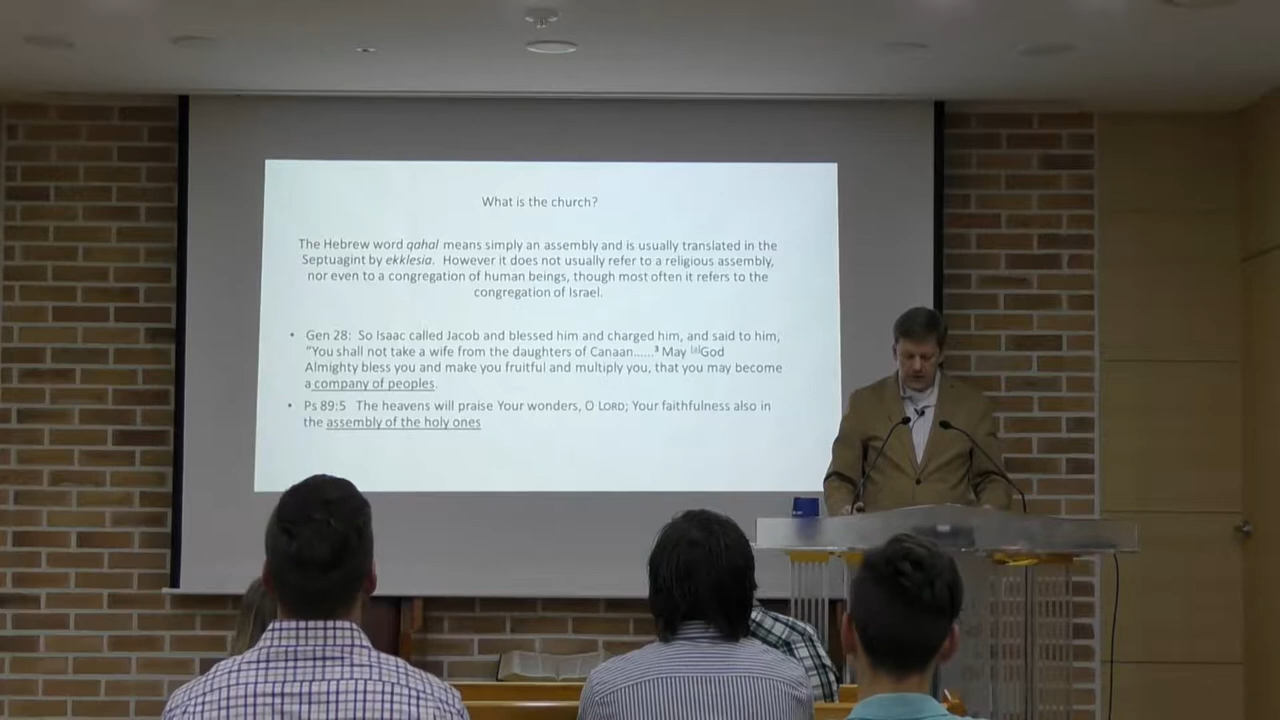 What is the church?
The Hebrew word qahal means simply an assembly and is usually translated in the
Septuagint by ekklesia. However it does not usually refer to a religious assembly,
nor even to a congregation of human beings, though most often it refers to the
congregation of Israel.
• Gen 28: So Isaac called Jacob and blessed him and charged him, and said to him,
“You shall not take a wife from the daughters of Canaan……³ May [a]God
Almighty bless you and make you fruitful and multiply you, that you may become
a company of peoples.
• Ps 89:5 The heavens will praise Your wonders, O LORD; Your faithfulness also in
the assembly of the holy ones